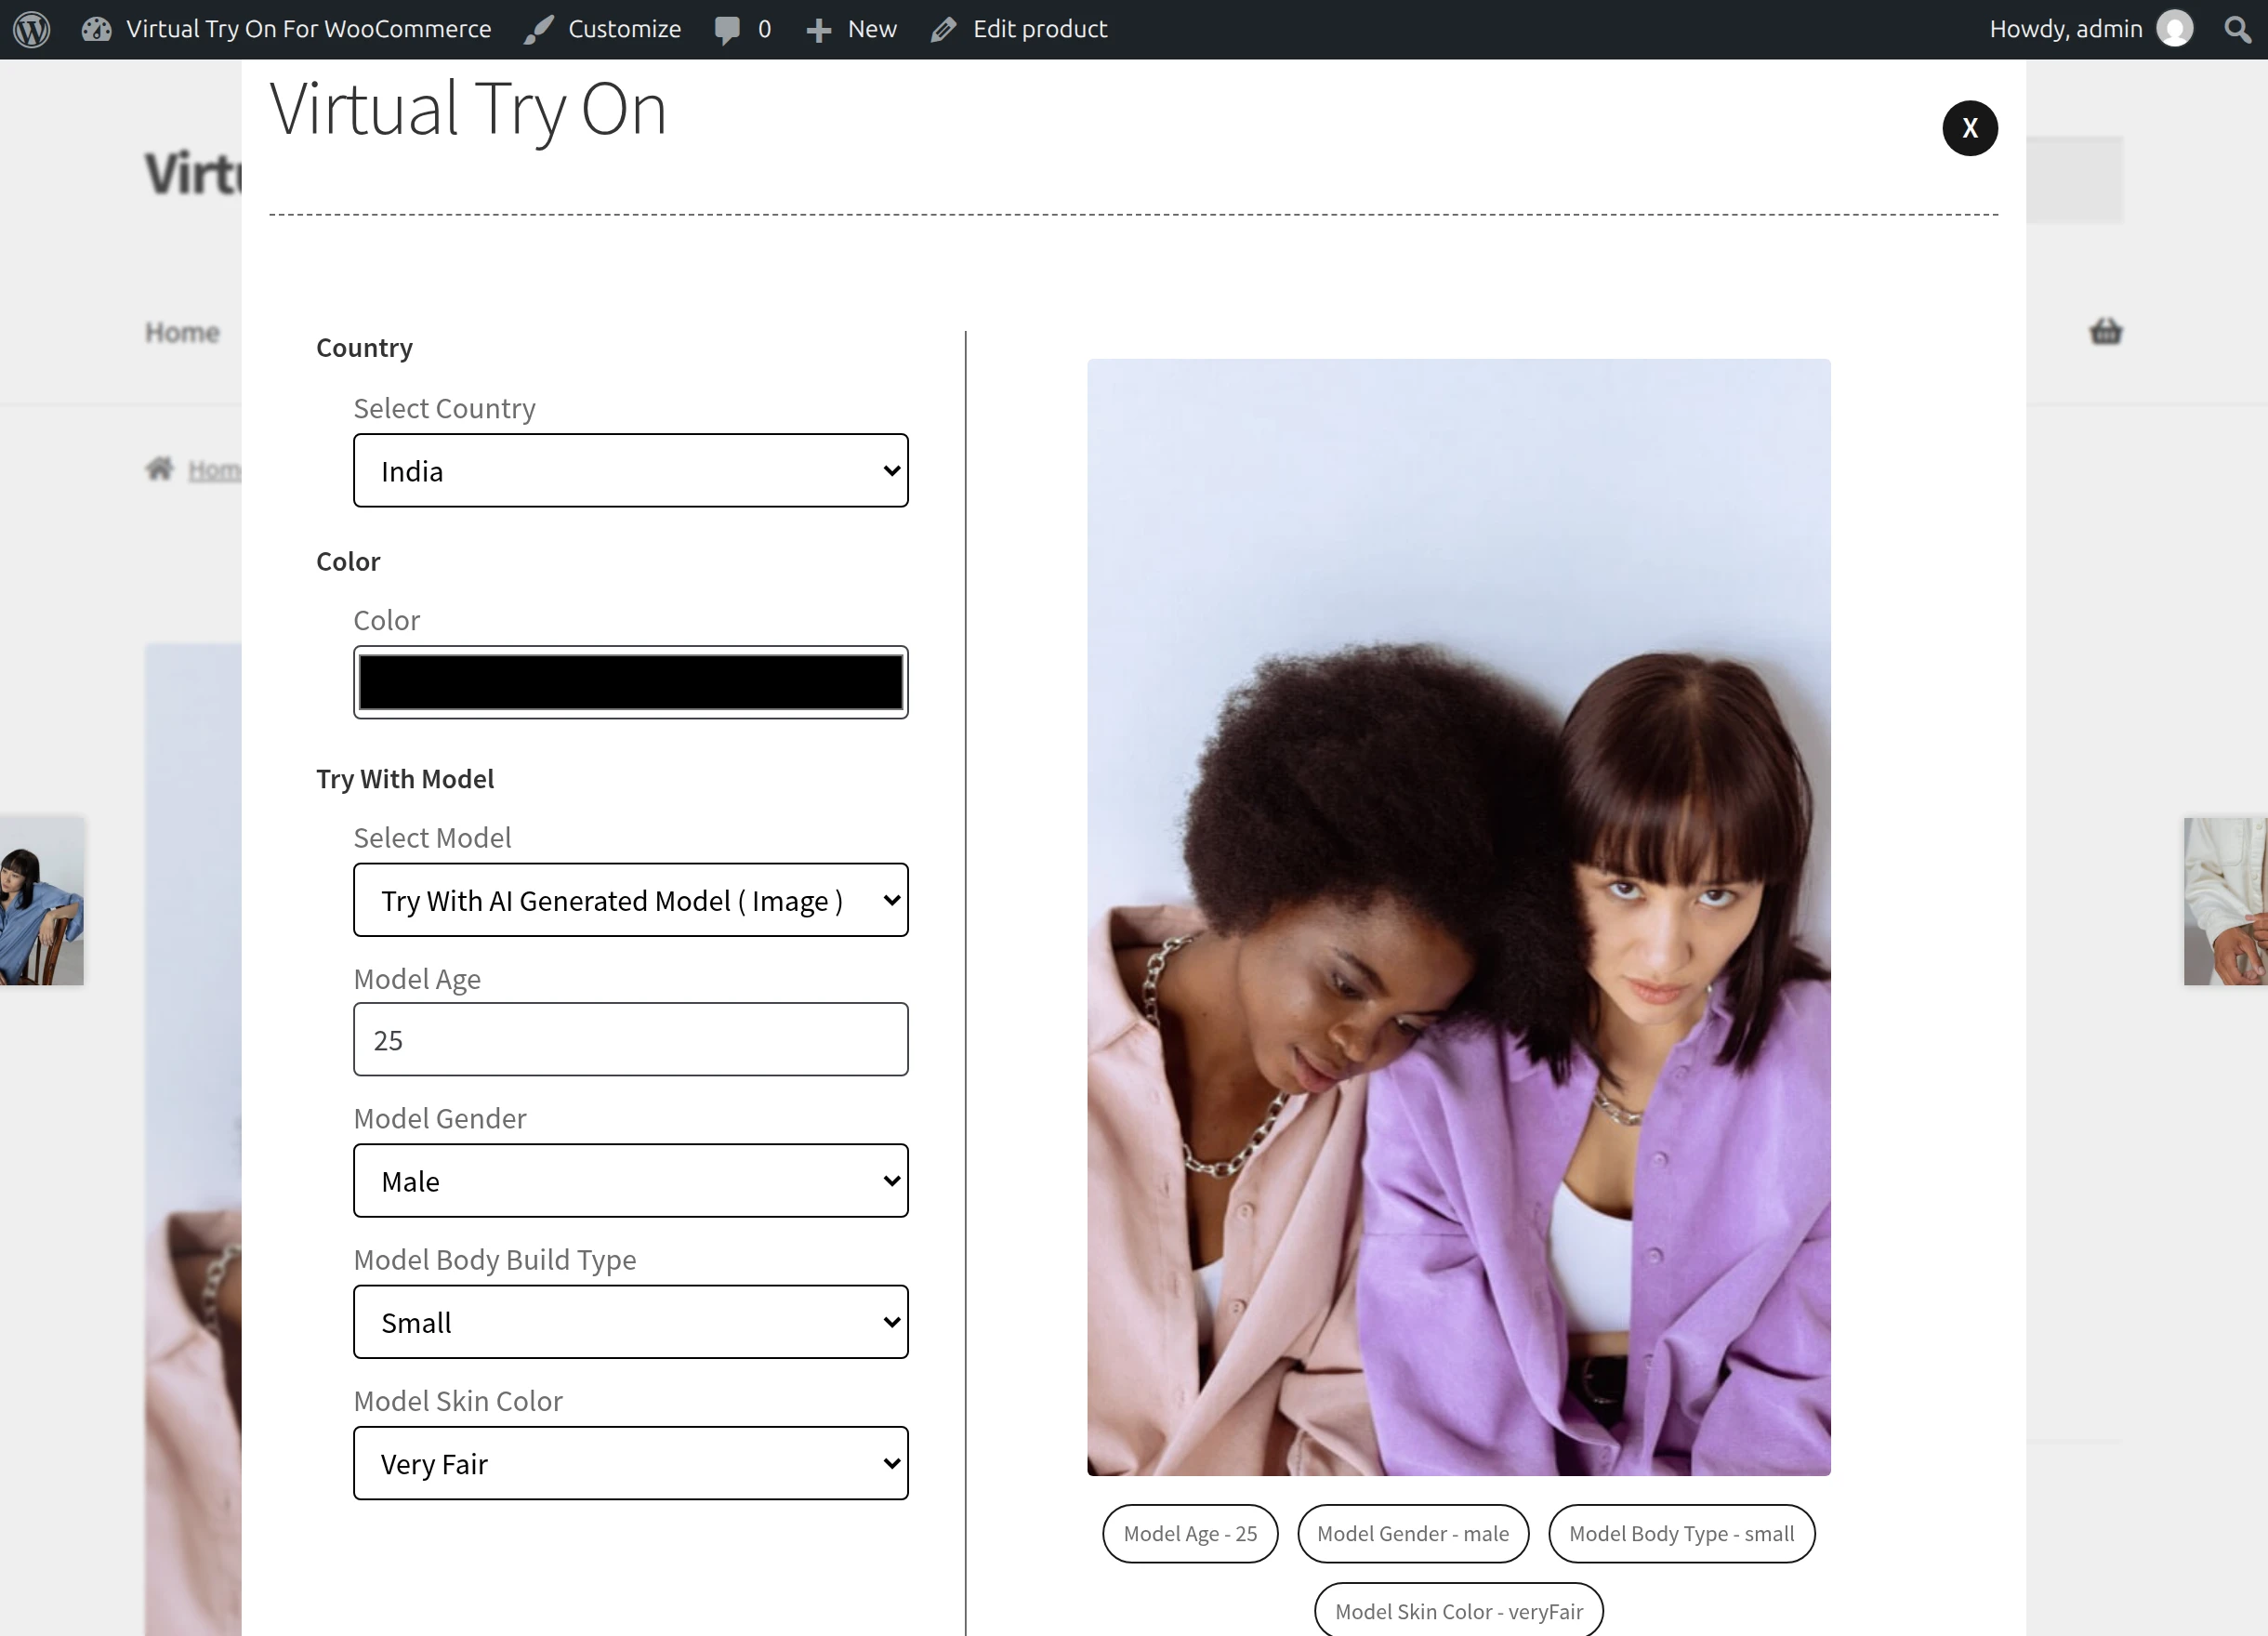 Virtual Try On For WooCommerce Customize 0 New Edit product Howdy, admin
Virtual Try On
X
Home
Country
Select Country
India
Color
Color
Try With Model
Select Model
Try With AI Generated Model ( Image )
Model Age
25
Model Gender
Male
Model Body Build Type
Small
Model Skin Color
Very Fair
Model Age - 25
Model Gender - male
Model Body Type - small
Model Skin Color - veryFair